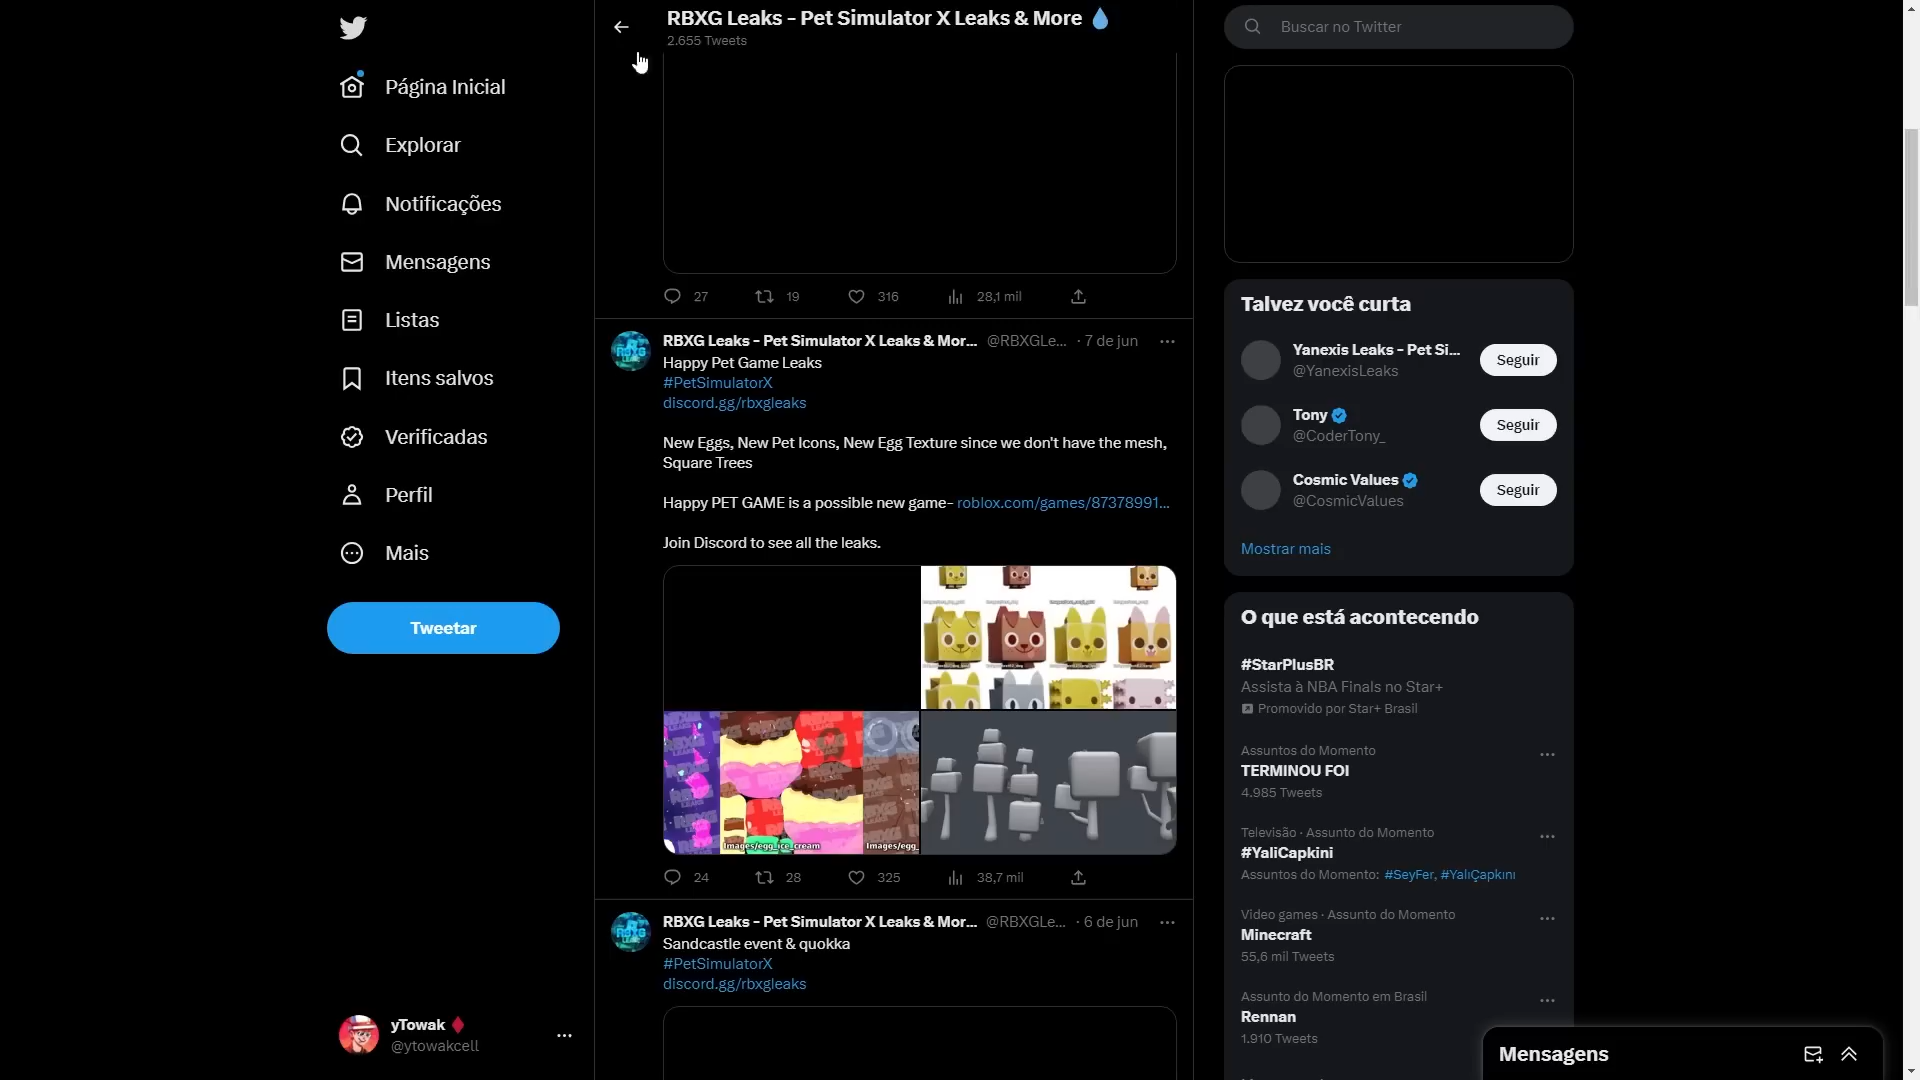 RBXG Leaks - Pet Simulator X Leaks & More
2.655 Tweets
Buscar no Twitter
Página Inicial
Explorar
Notificações
Mensagens
Listas
Itens salvos
Verificadas
Perfil
Mais
Tweetar
yTowak
@ytowakcell
27 19 316 28,1 mil
RBXG Leaks - Pet Simulator X Leaks & Mor... @RBXGLe... · 7 de jun
Happy Pet Game Leaks
#PetSimulatorX
discord.gg/rbxgleaks
New Eggs, New Pet Icons, New Egg Texture since we don't have the mesh,
Square Trees
Happy PET GAME is a possible new game- roblox.com/games/87378991...
Join Discord to see all the leaks.
Images/egg_ice_cream
Images/egg_
24 28 325 38,7 mil
RBXG Leaks - Pet Simulator X Leaks & Mor... @RBXGLe... · 6 de jun
Sandcastle event & quokka
#PetSimulatorX
discord.gg/rbxgleaks
Talvez você curta
Yanexis Leaks - Pet Si...
@YanexisLeaks
Seguir
Tony
@CoderTony_
Seguir
Cosmic Values
@CosmicValues
Seguir
Mostrar mais
O que está acontecendo
#StarPlusBR
Assista à NBA Finals no Star+
Promovido por Star+ Brasil
Assuntos do Momento
TERMINOU FOI
4.985 Tweets
Televisão · Assunto do Momento
#YaliCapkini
Assuntos do Momento: #SeyFer, #YalıÇapkını
Video games · Assunto do Momento
Minecraft
55,6 mil Tweets
Assunto do Momento em Brasil
Rennan
1.910 Tweets
Mensagens